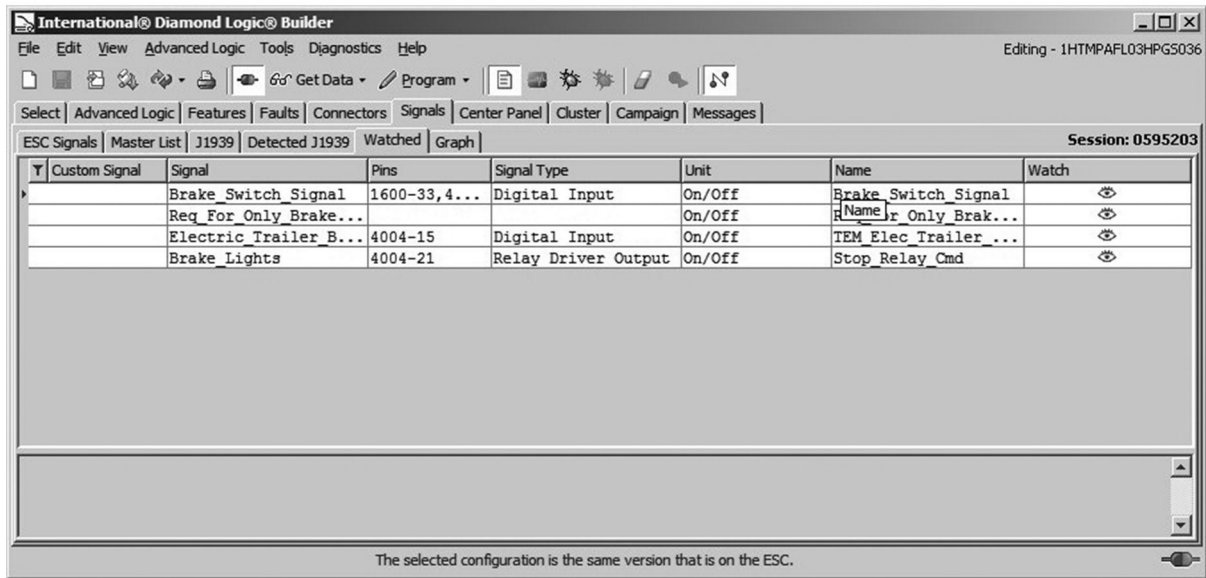 International® Diamond Logic® Builder
File Edit View Advanced Logic Tools Diagnostics Help Editing - 1HTMPAFL03HPGS036
Get Data Program
Select Advanced Logic Features Faults Connectors Signals Center Panel Cluster Campaign Messages
ESC Signals Master List J1939 Detected J1939 Watched Graph Session: 0595203
Custom Signal Signal Pins Signal Type Unit Name Watch
Brake_Switch_Signal 1600-33,4... Digital Input On/Off Brake_Switch_Signal
Req_For_Only_Brake... On/Off Name or_Only_Brak...
Electric_Trailer_B... 4004-15 Digital Input On/Off TEM_Elec_Trailer_...
Brake_Lights 4004-21 Relay Driver Output On/Off Stop_Relay_Cmd
The selected configuration is the same version that is on the ESC.